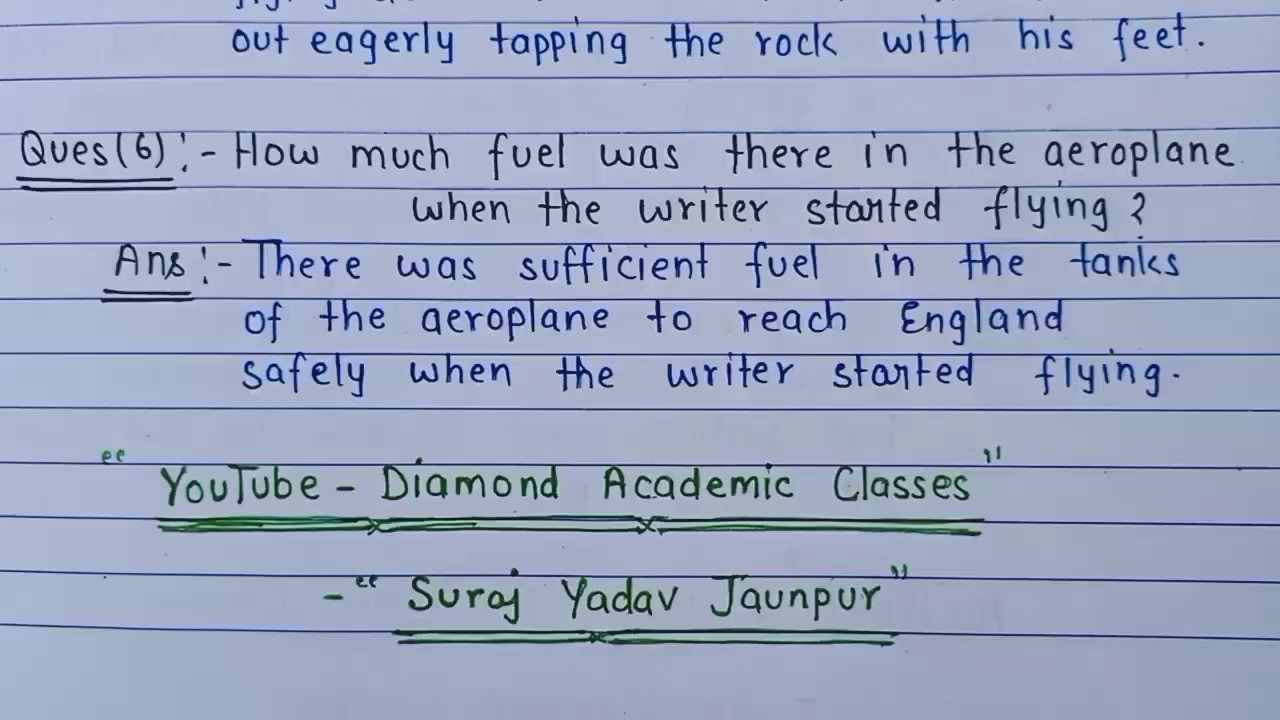 out eagerly tapping the rock with his feet.
Ques(6):- How much fuel was there in the aeroplane
when the writer started flying?
Ans:- There was sufficient fuel in the tanks
of the aeroplane to reach England
safely when the writer started flying.
"YouTube - Diamond Academic Classes"
-"Suraj Yadav Jaunpur"